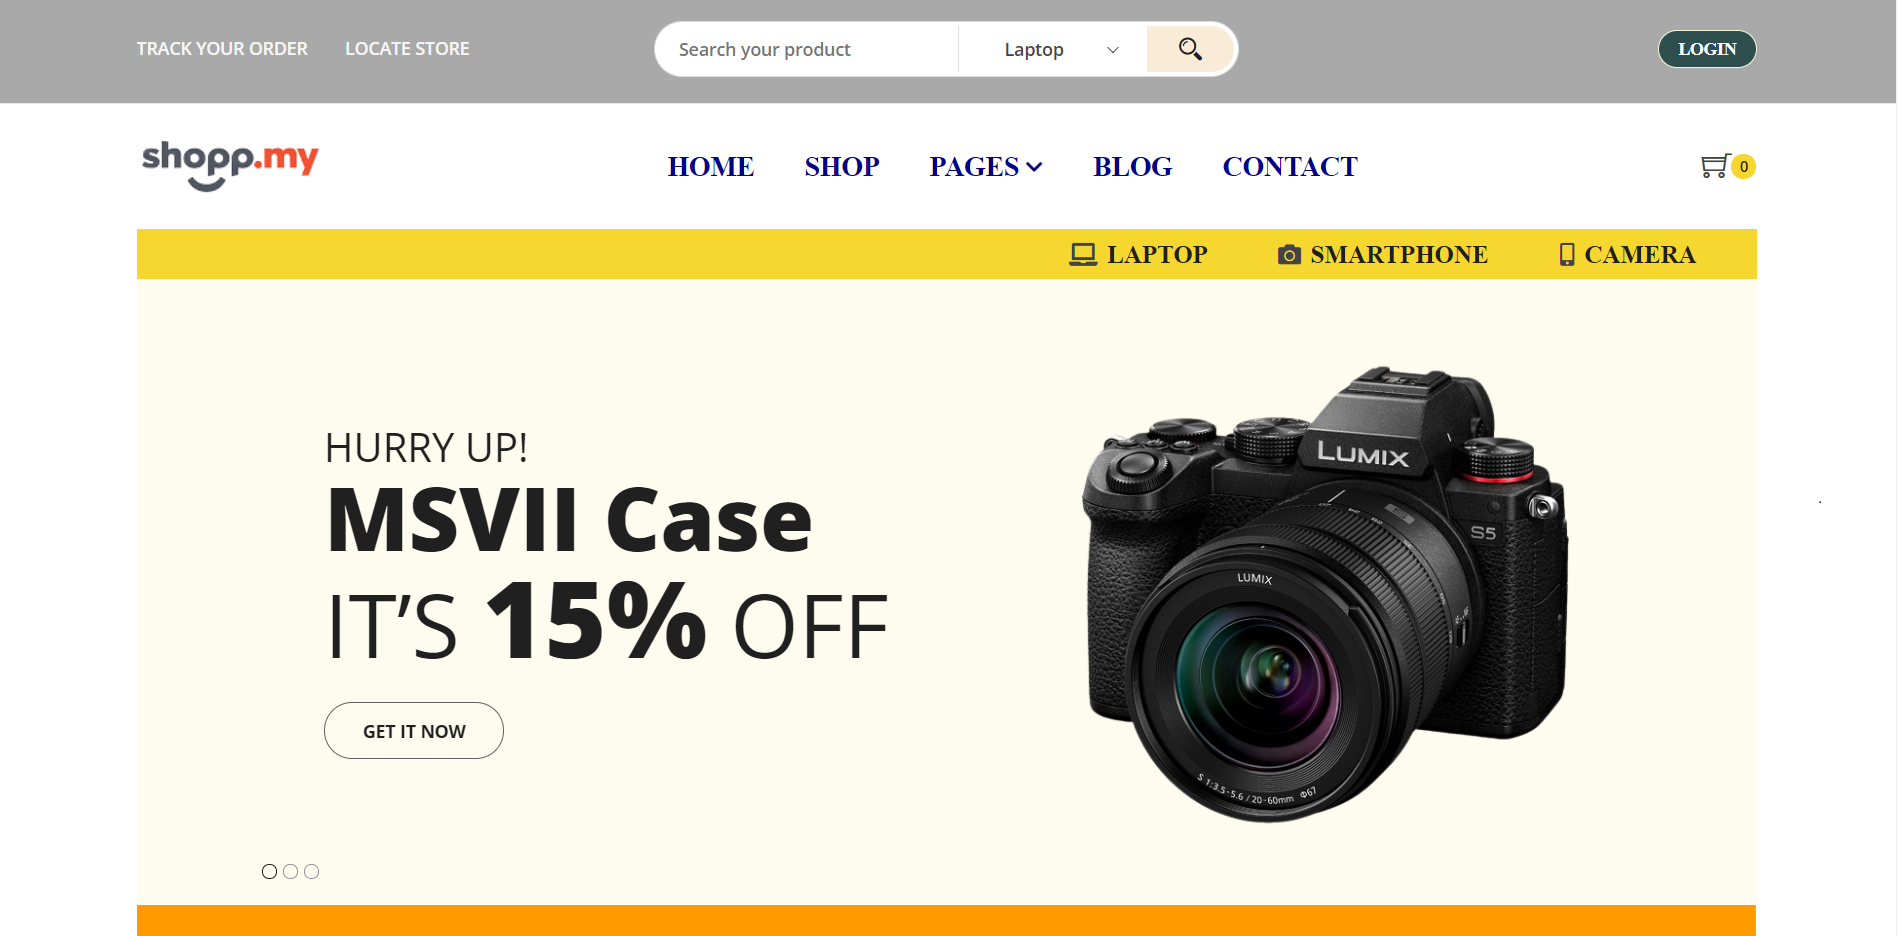 TRACK YOUR ORDER LOCATE STORE Search your product Laptop LOGIN
shopp.my HOME SHOP PAGES BLOG CONTACT 0
LAPTOP SMARTPHONE CAMERA
HURRY UP!
MSVII Case
IT’S 15% OFF
GET IT NOW
LUMIX
S5
LUMIX
S 1:3.5-5.6 / 20-60mm Φ67